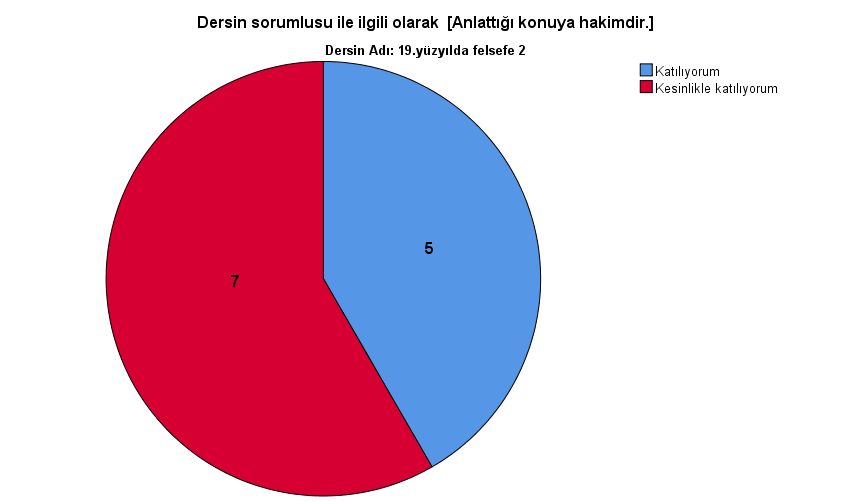 Dersin sorumlusu ile ilgili olarak [Anlattığı konuya hakimdir.]
Dersin Adı: 19.yüzyılda felsefe 2
Katılıyorum
Kesinlikle katılıyorum
5
7